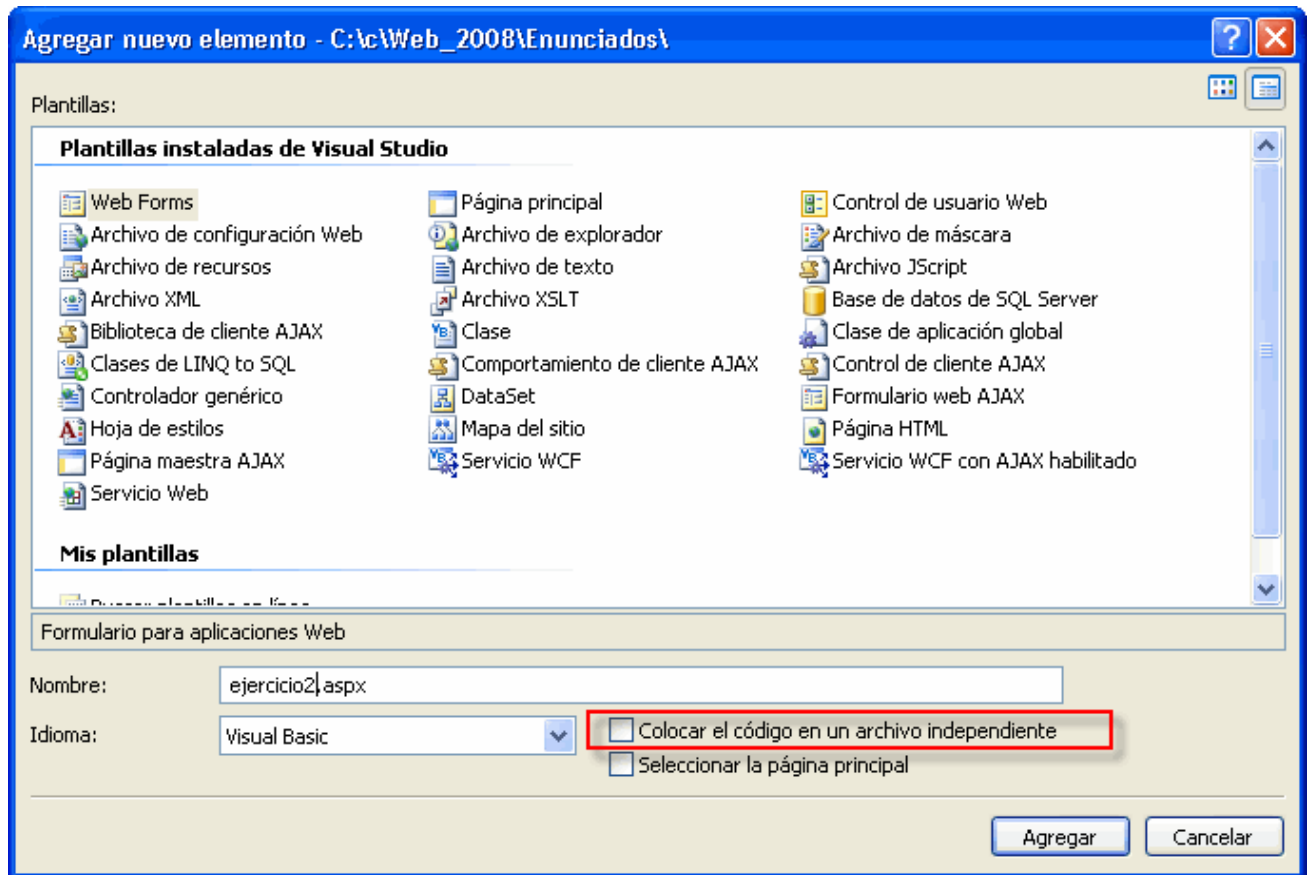 Agregar nuevo elemento - C:\c\Web_2008\Enunciados\
Plantillas:
Plantillas instaladas de Visual Studio
Web Forms Página principal Control de usuario Web
Archivo de configuración Web Archivo de explorador Archivo de máscara
Archivo de recursos Archivo de texto Archivo JScript
Archivo XML Archivo XSLT Base de datos de SQL Server
Biblioteca de cliente AJAX Clase Clase de aplicación global
Clases de LINQ to SQL Comportamiento de cliente AJAX Control de cliente AJAX
Controlador genérico DataSet Formulario web AJAX
Hoja de estilos Mapa del sitio Página HTML
Página maestra AJAX Servicio WCF Servicio WCF con AJAX habilitado
Servicio Web
Mis plantillas
Buscar plantillas en línea
Formulario para aplicaciones Web
Nombre: ejercicio2.aspx
Idioma: Visual Basic Colocar el código en un archivo independiente
Seleccionar la página principal
Agregar Cancelar